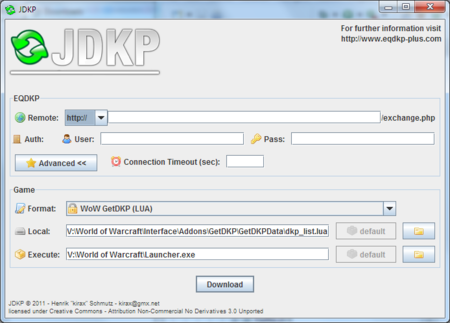 JDKP
JDKP
For further information visit
http://www.eqdkp-plus.com
EQDKP
Remote: http:// /exchange.php
Auth: User: Pass:
Advanced << Connection Timeout (sec):
Game
Format: WoW GetDKP (LUA)
Local: V:\World of Warcraft\Interface\Addons\GetDKP\GetDKPData\dkp_list.lua default
Execute: V:\World of Warcraft\Launcher.exe default
Download
JDKP © 2011 - Henrik "kirax" Schmutz - kirax@gmx.net
licensed under Creative Commons - Attribution Non-Commercial No Derivatives 3.0 Unported